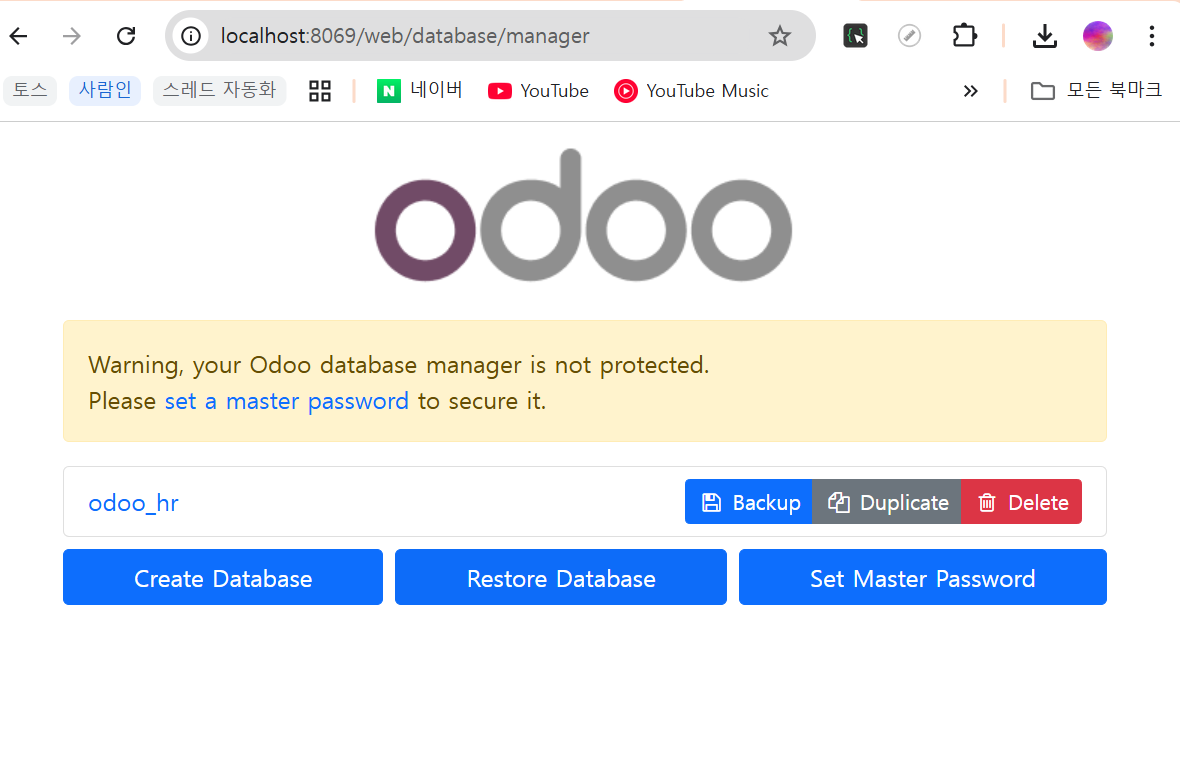 localhost:8069/web/database/manager
토스 사람인 스레드 자동화 N 네이버 YouTube YouTube Music » 모든 북마크
odoo
Warning, your Odoo database manager is not protected.
Please set a master password to secure it.
odoo_hr Backup Duplicate Delete
Create Database Restore Database Set Master Password